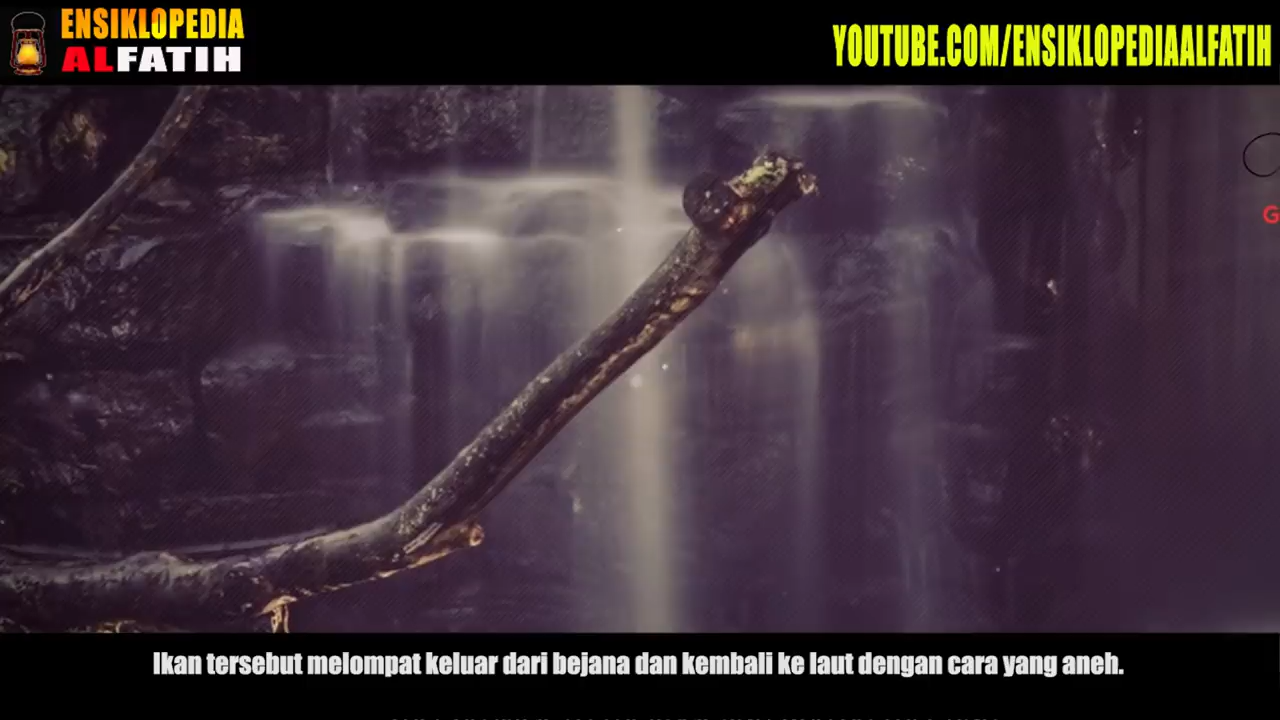 ENSIKLOPEDIA
ALFATIH
YOUTUBE.COM/ENSIKLOPEDIAALFATIH
G
Ikan tersebut melompat keluar dari bejana dan kembali ke laut dengan cara yang aneh.